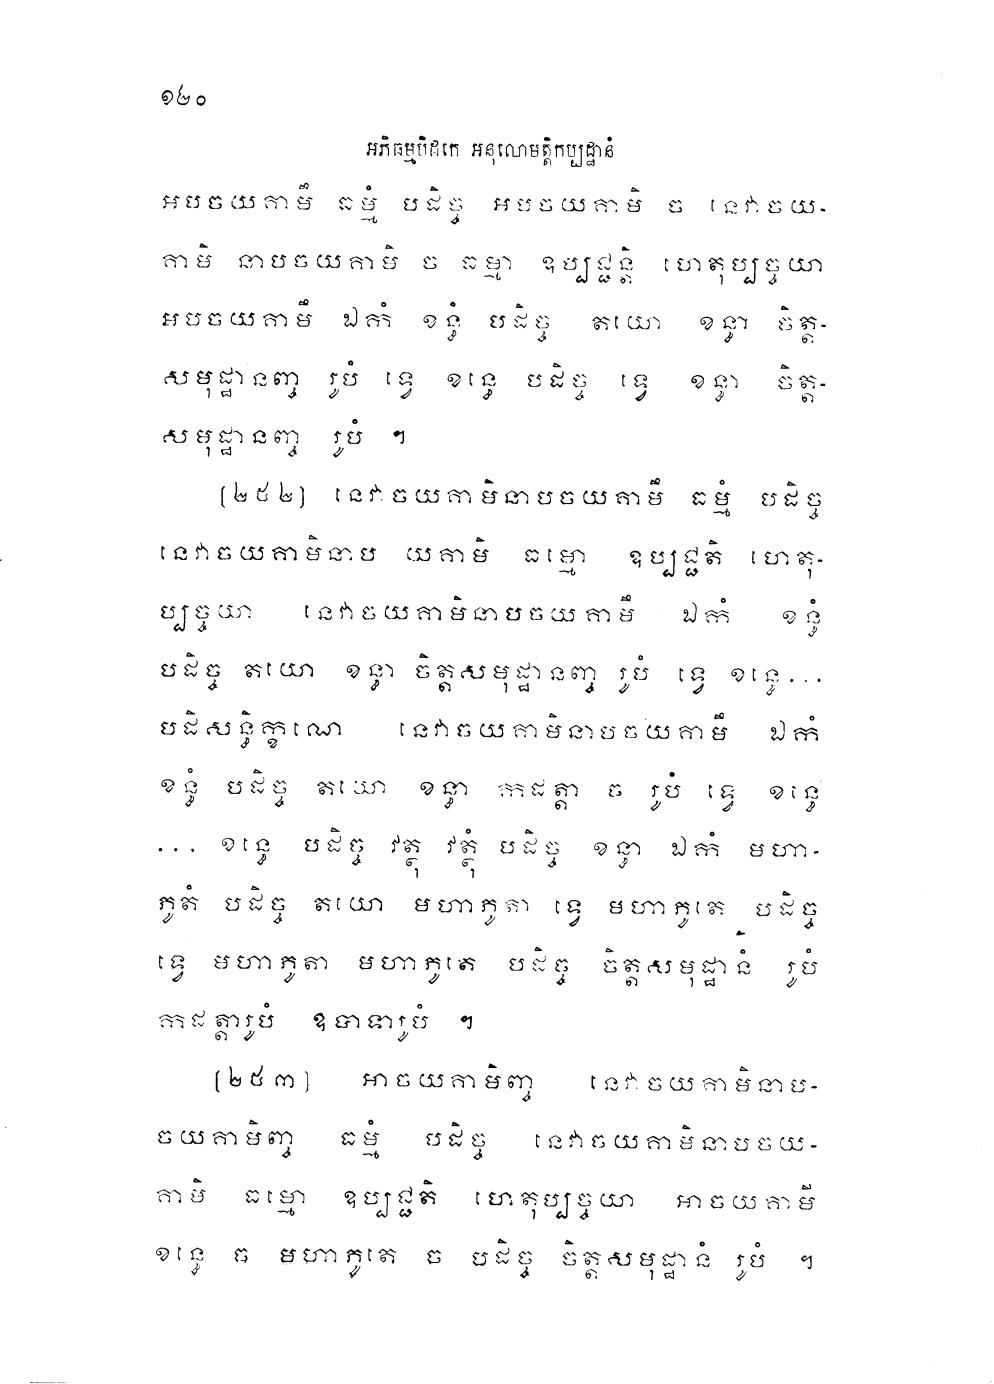 ១២០
អភិធម្មបិដកេ អនុលោមត្តិកប្បដ្ឋានំ
អបចយគាមឹ ធម្មំ បដិច្ច អបចយគាមិ ច នេវាចយ-
គាមិ នាបចយគាមិ ច ធម្មា ឧប្បជ្ជន្តិ ហេតុប្បច្ចយា
អបចយគាមឹ ឯកំ ខន្ធំ បដិច្ច តយោ ខន្ធា ចិត្ត-
សមុដ្ឋានញ្ច រូបំ ទ្វេ ខន្ធេ បដិច្ច ទ្វេ ខន្ធា ចិត្ត-
សមុដ្ឋានញ្ច រូបំ ។
[២៥២] នេវាចយគាមិនាបចយគាមឹ ធម្មំ បដិច្ច
នេវាចយគាមិនាប យគាមិ ធម្មោ ឧប្បជ្ជតិ ហេតុ-
ប្បច្ចយា នេវាចយគាមិនាបចយគាមឹ ឯកំ ខន្ធំ
បដិច្ច តយោ ខន្ធា ចិត្តសមុដ្ឋានញ្ច រូបំ ទ្វេ ខន្ធេ...
បដិសន្ធិក្ខណេ នេវាចយគាមិនាបចយគាមឹ ឯកំ
ខន្ធំ បដិច្ច តយោ ខន្ធា កដត្តា ច រូបំ ទ្វេ ខន្ធេ
... ខន្ធេ បដិច្ច វត្ថុ វត្ថុំ បដិច្ច ខន្ធា ឯកំ មហា-
ភូតំ បដិច្ច តយោ មហាភូតា ទ្វេ មហាភូតេ បដិច្ច
ទ្វេ មហាភូតា មហាភូតេ បដិច្ច ចិត្តសមុដ្ឋានំ រូបំ
កដត្តារូបំ ឧបាទារូបំ ។
[២៥៣] អាចយគាមិញ្ច នេវាចយគាមិនាប-
ចយគាមិញ្ច ធម្មំ បដិច្ច នេវាចយគាមិនាបចយ-
គាមិ ធម្មោ ឧប្បជ្ជតិ ហេតុប្បច្ចយា អាចយគាមី
ខន្ធេ ច មហាភូតេ ច បដិច្ច ចិត្តសមុដ្ឋានំ រូបំ ។